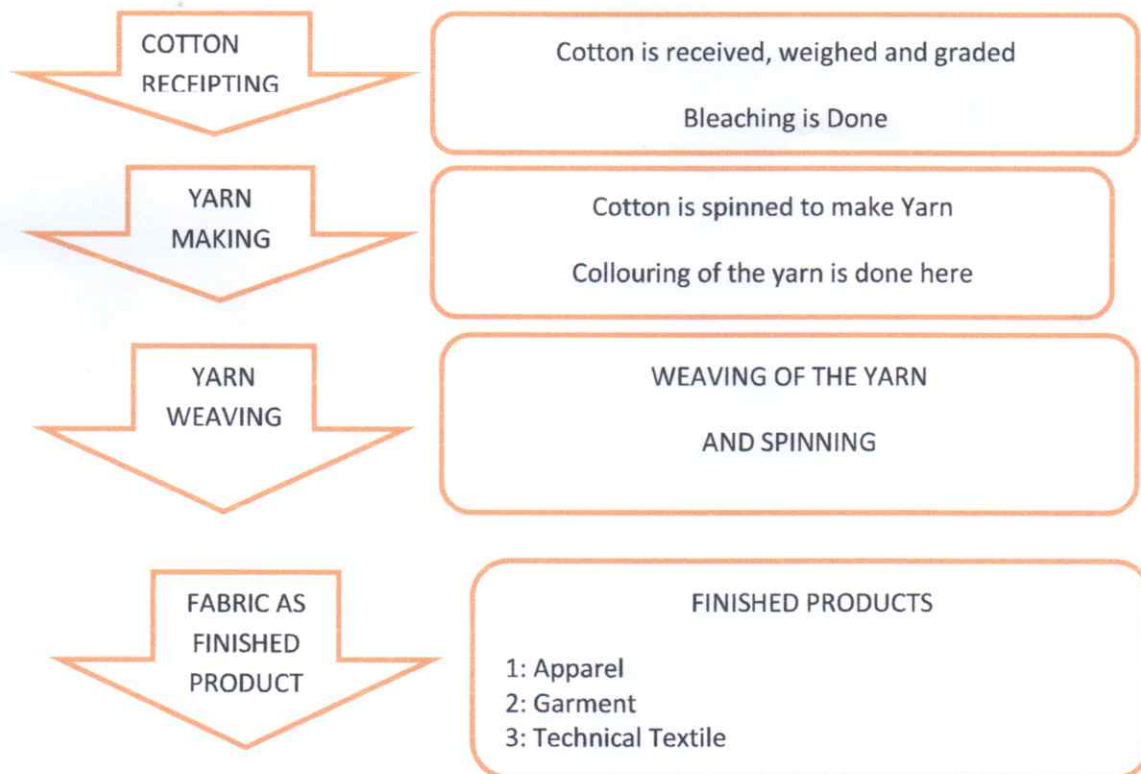 COTTON
RECEIPTING
Cotton is received, weighed and graded
Bleaching is Done
YARN
MAKING
Cotton is spinned to make Yarn
Collouring of the yarn is done here
YARN
WEAVING
WEAVING OF THE YARN
AND SPINNING
FABRIC AS
FINISHED
PRODUCT
FINISHED PRODUCTS
1: Apparel
2: Garment
3: Technical Textile